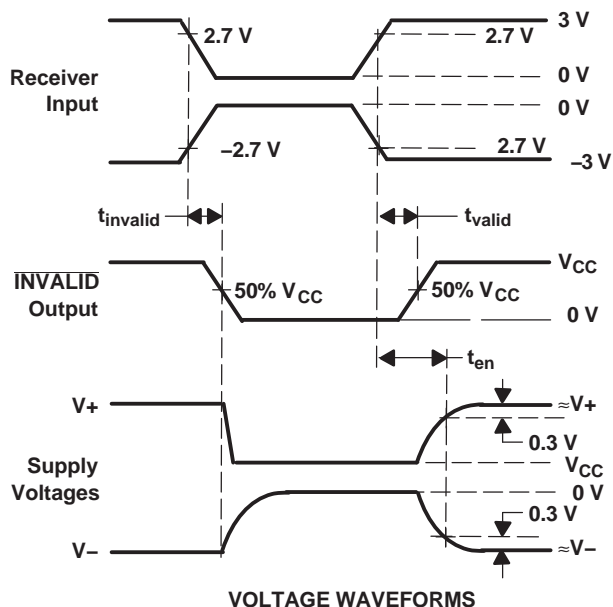 3 V
2.7 V
2.7 V
Receiver
Input
0 V
0 V
–2.7 V
2.7 V
–3 V
tinvalid
tvalid
VCC
INVALID
Output
50% VCC
50% VCC
0 V
ten
V+
≈V+
0.3 V
Supply
Voltages
VCC
0 V
0.3 V
V–
≈V–
VOLTAGE WAVEFORMS